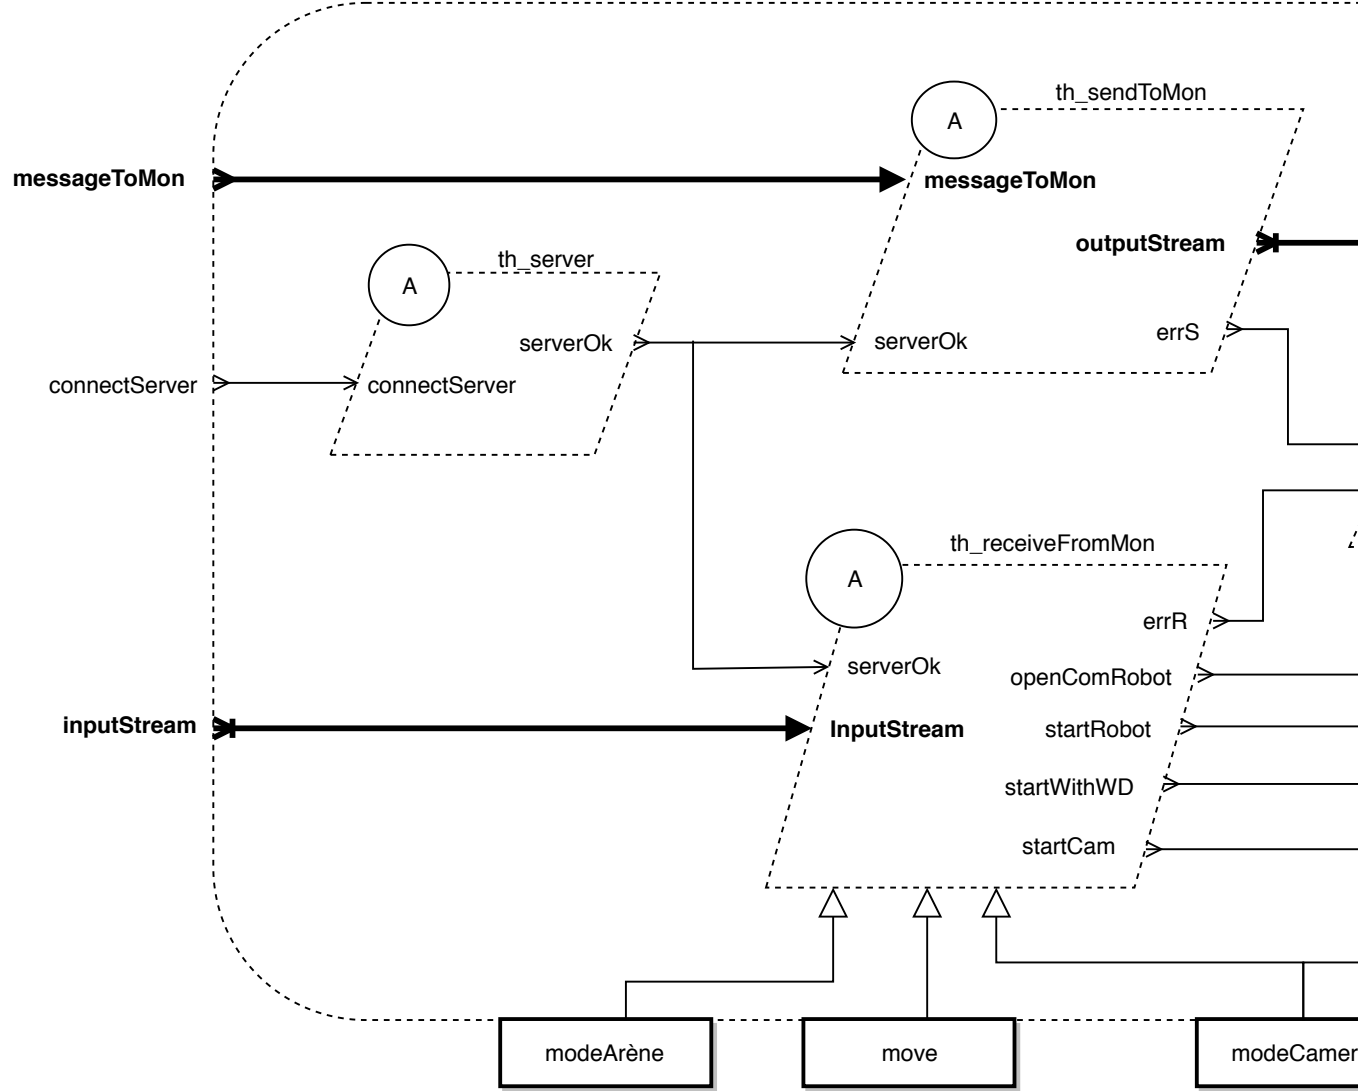 th_sendToMon
A
messageToMon
messageToMon
outputStream
th_server
A
serverOk
serverOk
errS
connectServer
connectServer
th_receiveFromMon
A
errR
serverOk
openComRobot
inputStream
InputStream
startRobot
startWithWD
startCam
modeArène
move
modeCamer